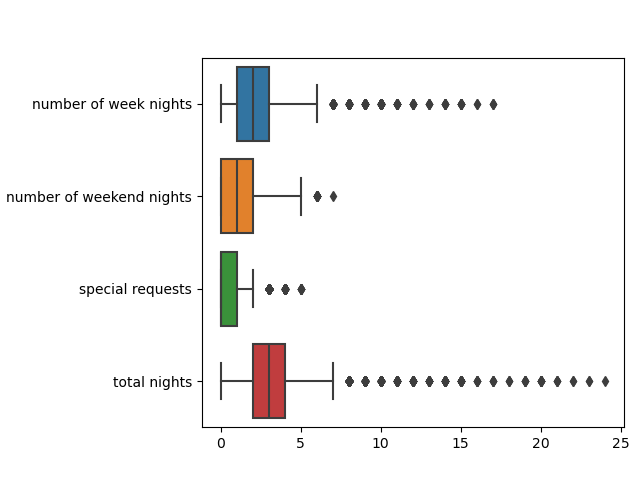 number of week nights
number of weekend nights
special requests
total nights
0 5 10 15 20 25